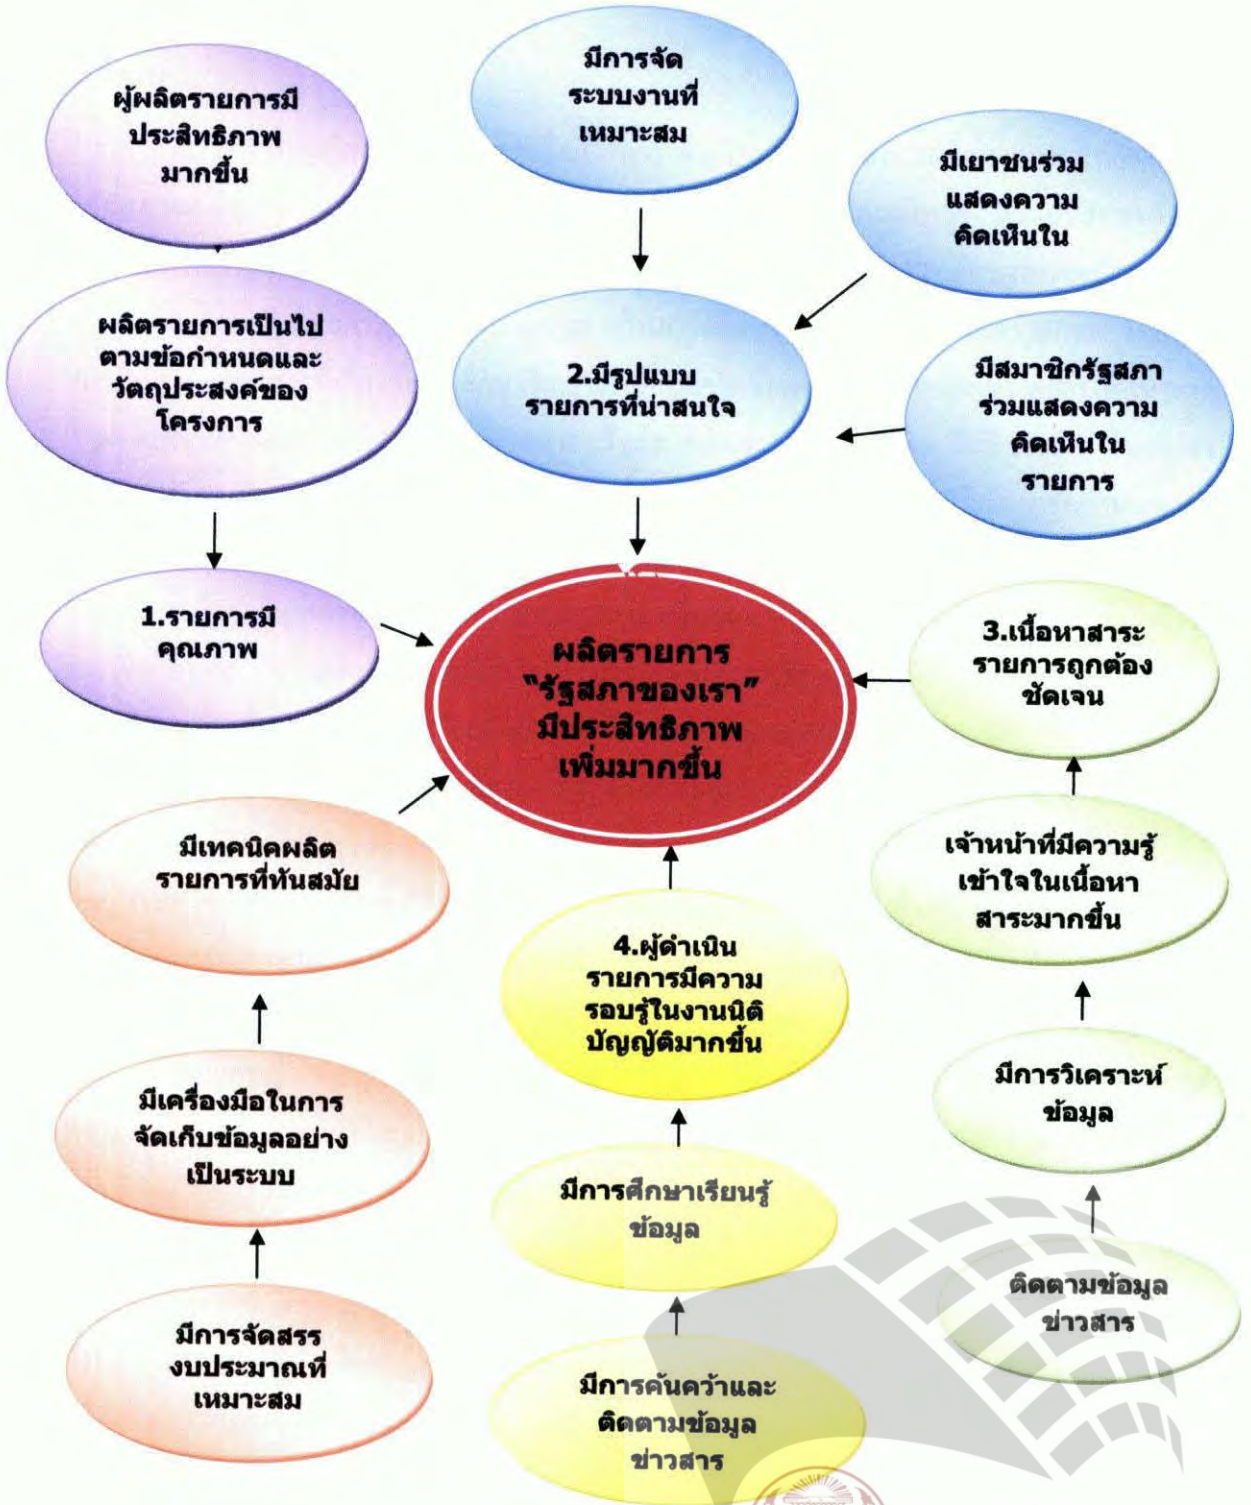 ผู้ผลิตรายการมี
ประสิทธิภาพ
มากขึ้น
มีการจัด
ระบบงานที่
เหมาะสม
มีเยาชนร่วม
แสดงความ
คิดเห็นใน
ผลิตรายการเป็นไป
ตามข้อกำหนดและ
วัตถุประสงค์ของ
โครงการ
2.มีรูปแบบ
รายการที่น่าสนใจ
มีสมาชิกรัฐสภา
ร่วมแสดงความ
คิดเห็นใน
รายการ
1.รายการมี
คุณภาพ
ผลิตรายการ
“รัฐสภาของเรา”
มีประสิทธิภาพ
เพิ่มมากขึ้น
3.เนื้อหาสาระ
รายการถูกต้อง
ชัดเจน
มีเทคนิคผลิต
รายการที่ทันสมัย
เจ้าหน้าที่มีความรู้
เข้าใจในเนื้อหา
สาระมากขึ้น
4.ผู้ดำเนิน
รายการมีความ
รอบรู้ในงานนิติ
บัญญัติมากขึ้น
มีเครื่องมือในการ
จัดเก็บข้อมูลอย่าง
เป็นระบบ
มีการวิเคราะห์
ข้อมูล
มีการศึกษาเรียนรู้
ข้อมูล
ติดตามข้อมูล
ข่าวสาร
มีการจัดสรร
งบประมาณที่
เหมาะสม
มีการค้นคว้าและ
ติดตามข้อมูล
ข่าวสาร